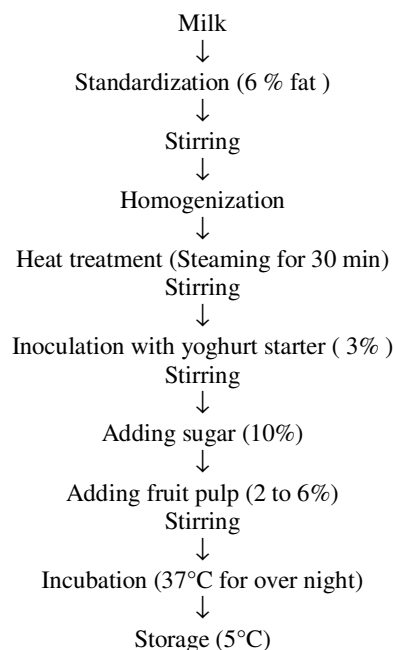 Milk
↓
Standardization (6 % fat )
↓
Stirring
↓
Homogenization
↓
Heat treatment (Steaming for 30 min)
Stirring
↓
Inoculation with yoghurt starter ( 3% )
Stirring
↓
Adding sugar (10%)
↓
Adding fruit pulp (2 to 6%)
Stirring
↓
Incubation (37°C for over night)
↓
Storage (5°C)